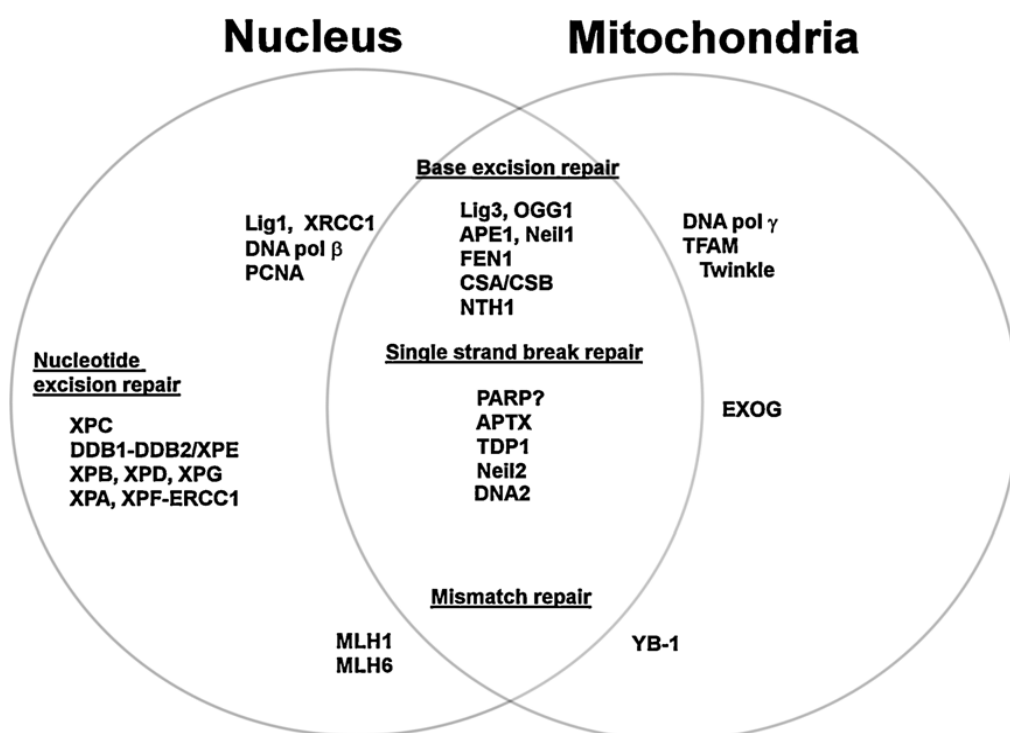 Nucleus
Mitochondria
Base excision repair
Lig1, XRCC1
DNA pol β
PCNA
Lig3, OGG1
APE1, Neil1
FEN1
CSA/CSB
NTH1
DNA pol γ
TFAM
Twinkle
Nucleotide
excision repair
XPC
DDB1-DDB2/XPE
XPB, XPD, XPG
XPA, XPF-ERCC1
Single strand break repair
PARP?
APTX
TDP1
Neil2
DNA2
EXOG
Mismatch repair
MLH1
MLH6
YB-1